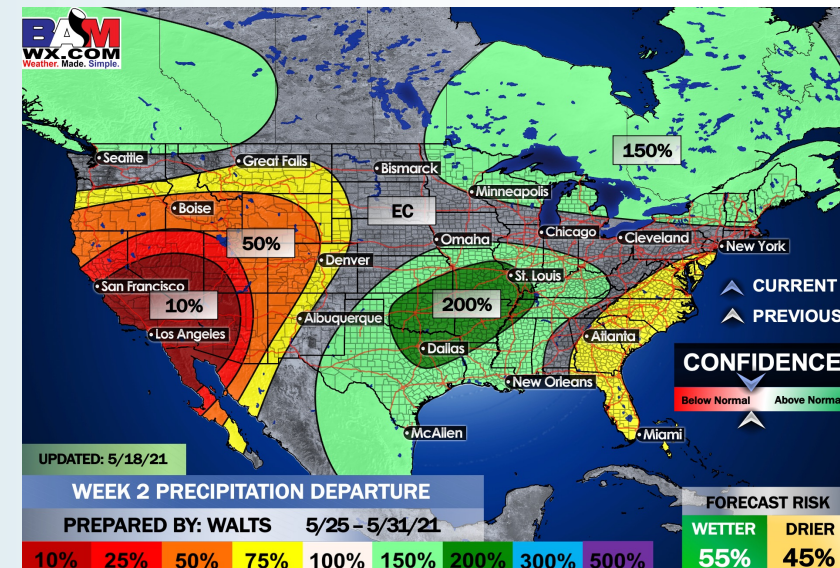 BAM
WX.COM
Weather. Made. Simple.
150%
Seattle
Great Falls
Bismarck
Minneapolis
Boise
EC
50%
Omaha
Chicago
Cleveland
New York
Denver
San Francisco
St. Louis
10%
200%
CURRENT
Albuquerque
PREVIOUS
Los Angeles
Atlanta
Dallas
CONFIDENCE
New Orleans
Below Normal Above Norma
McAllen
Miami
UPDATED: 5/18/21
WEEK 2 PRECIPITATION DEPARTURE
FORECAST RISK
PREPARED BY: WALTS 5/25 – 5/31/21
WETTER DRIER
10% 25% 50% 75% 100% 150% 200% 300% 500%
55% 45%